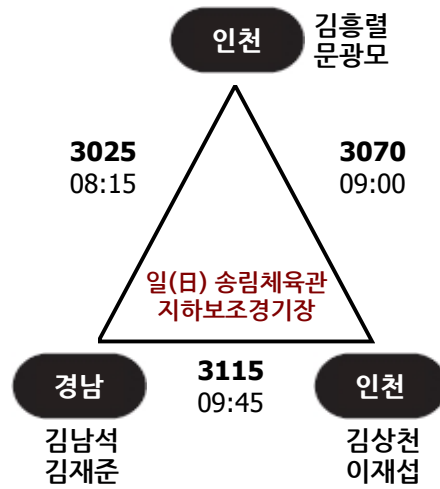 인천
김흥렬
문광모
3025
08:15
3070
09:00
일(日) 송림체육관
지하보조경기장
경남
3115
09:45
인천
김남석
김재준
김상천
이재섭